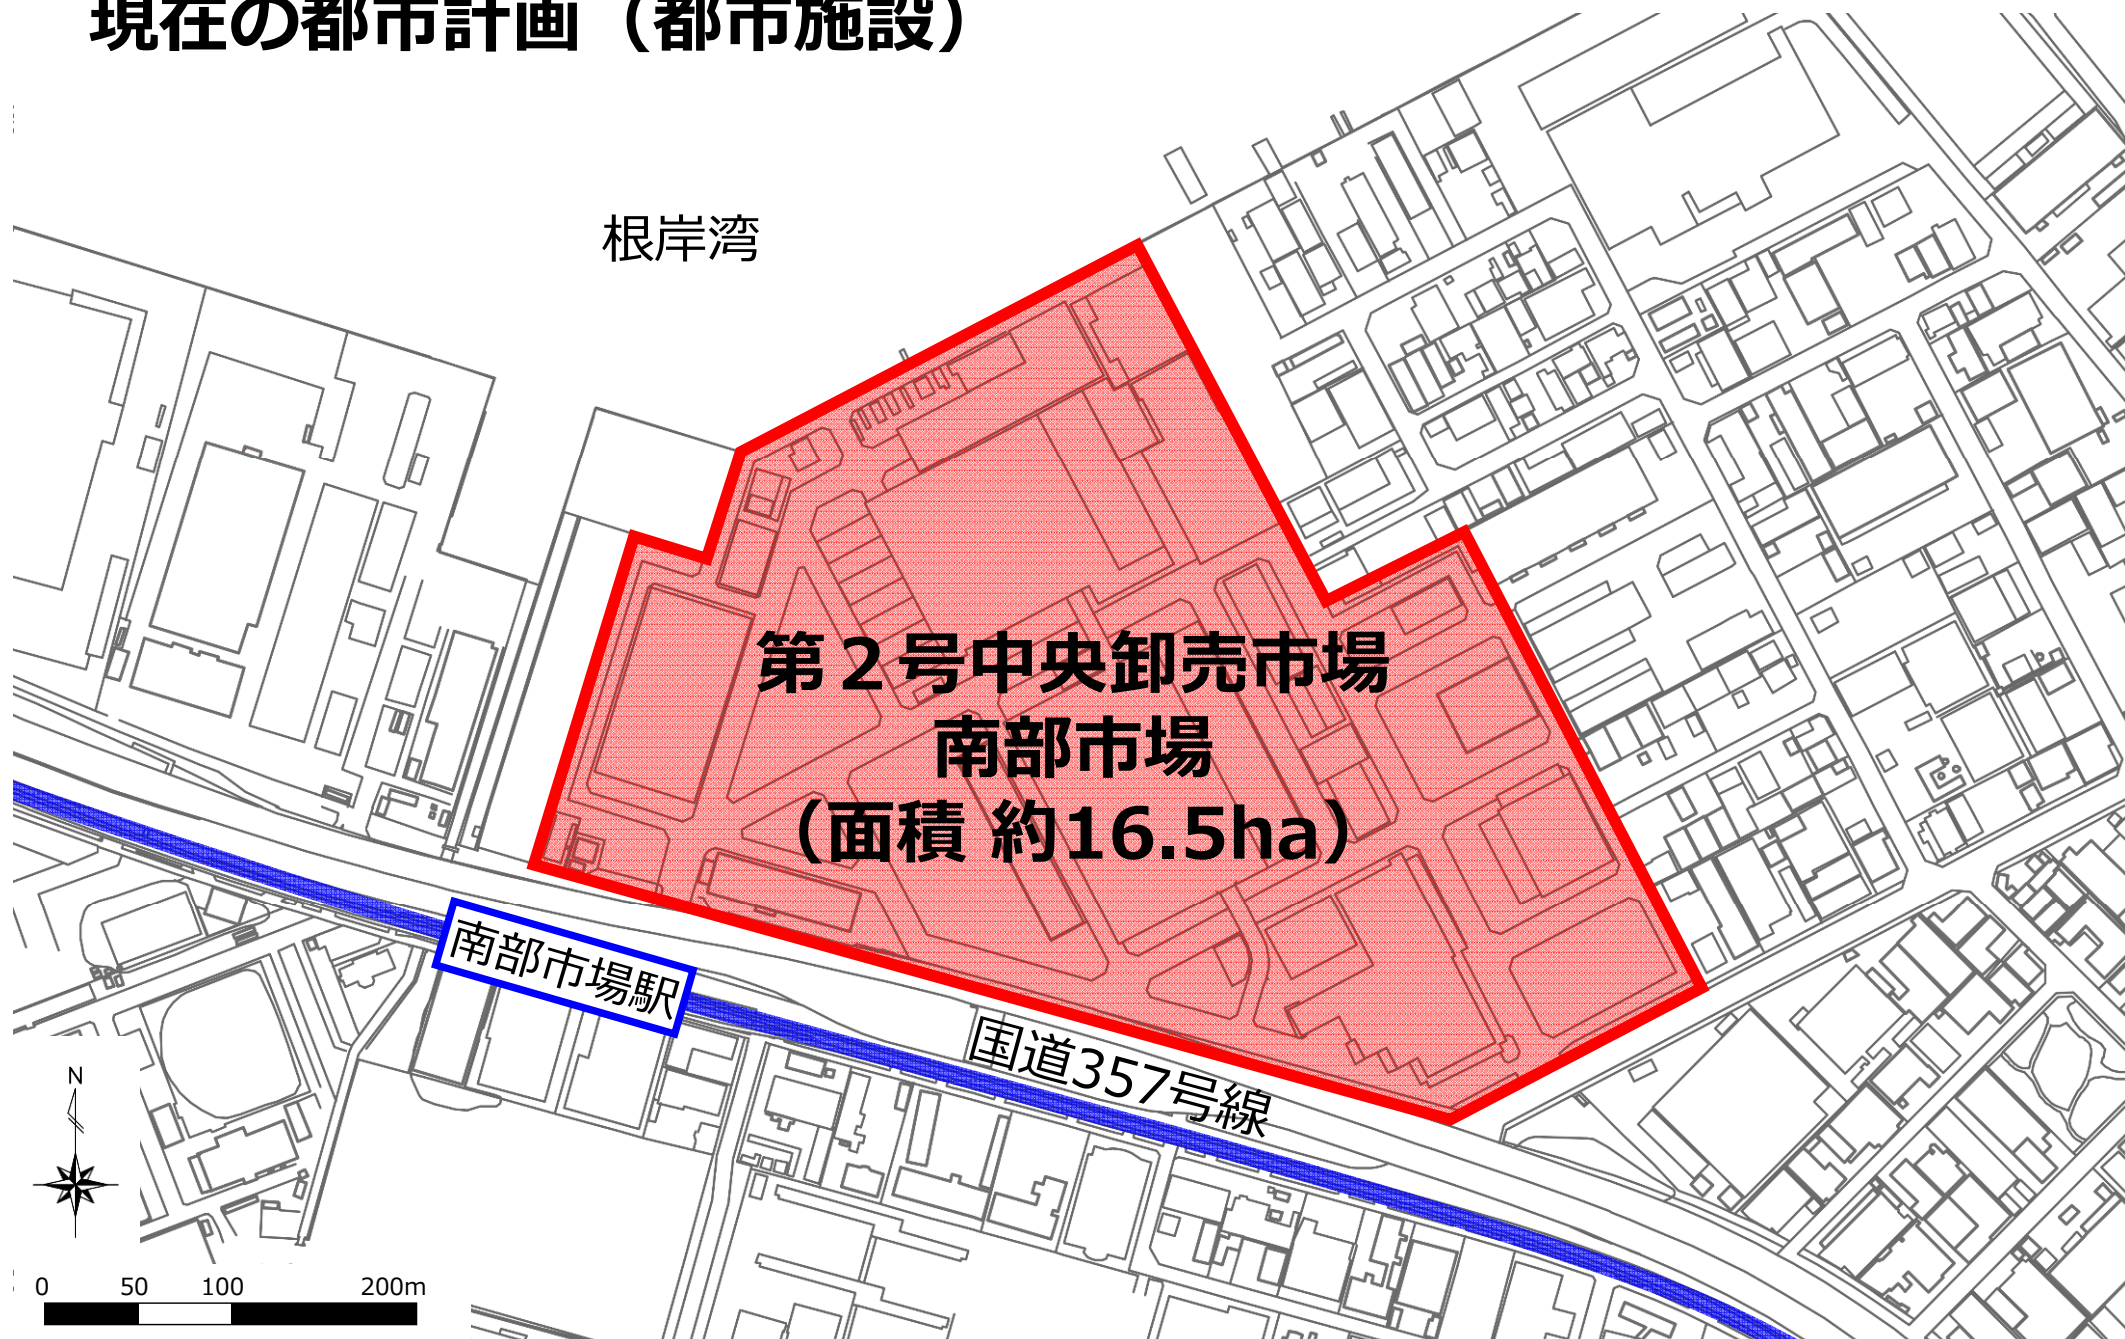 現在の都市計画（都市施設）
根岸湾
第２号中央卸売市場
南部市場
（面積 約16.5ha）
南部市場駅
国道357号線
N
0 50 100 200m